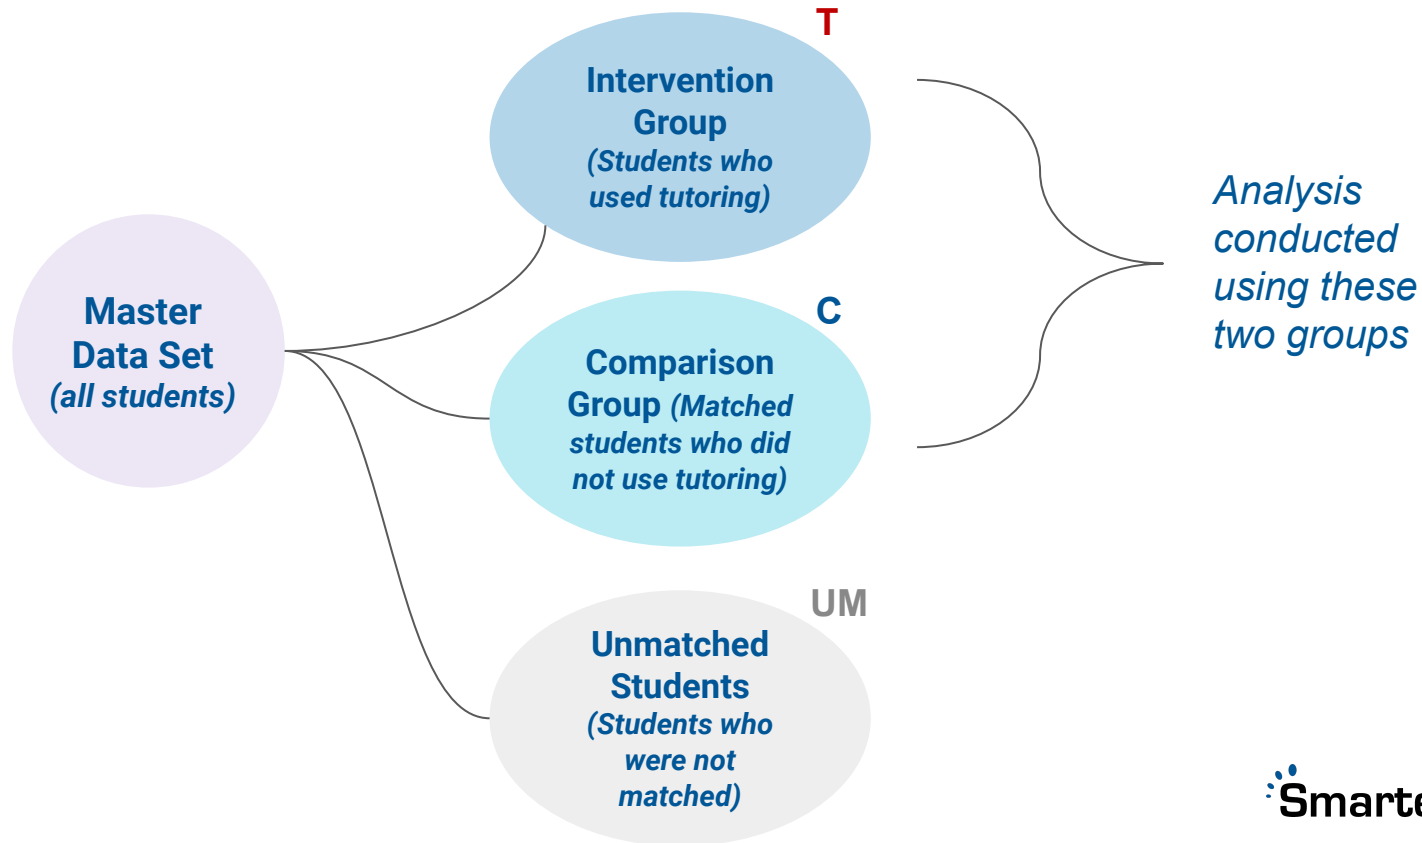 T
Intervention
Group
(Students who
used tutoring)
Analysis
conducted
using these
two groups
Master
Data Set
(all students)
C
Comparison
Group (Matched
students who did
not use tutoring)
UM
Unmatched
Students
(Students who
were not
matched)
Smarte